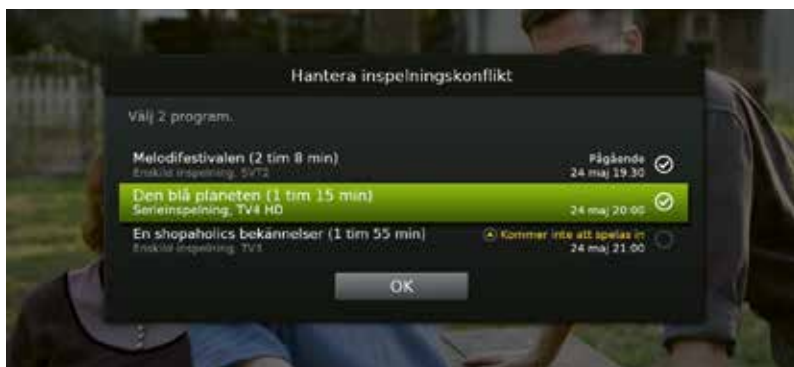 Hantera inspelningskonflikt
Välj 2 program.
Melodifestivalen (2 tim 8 min)
Pågående
Enskild inspelning, SVT2
24 maj 19.30
Den blå planeten (1 tim 15 min)
Serieinspelning, TV4 HD
24 maj 20:00
En shopaholics bekännelser (1 tim 55 min)
Kommer inte att spelas in
Enskild inspelning, TV3
24 maj 21:00
OK